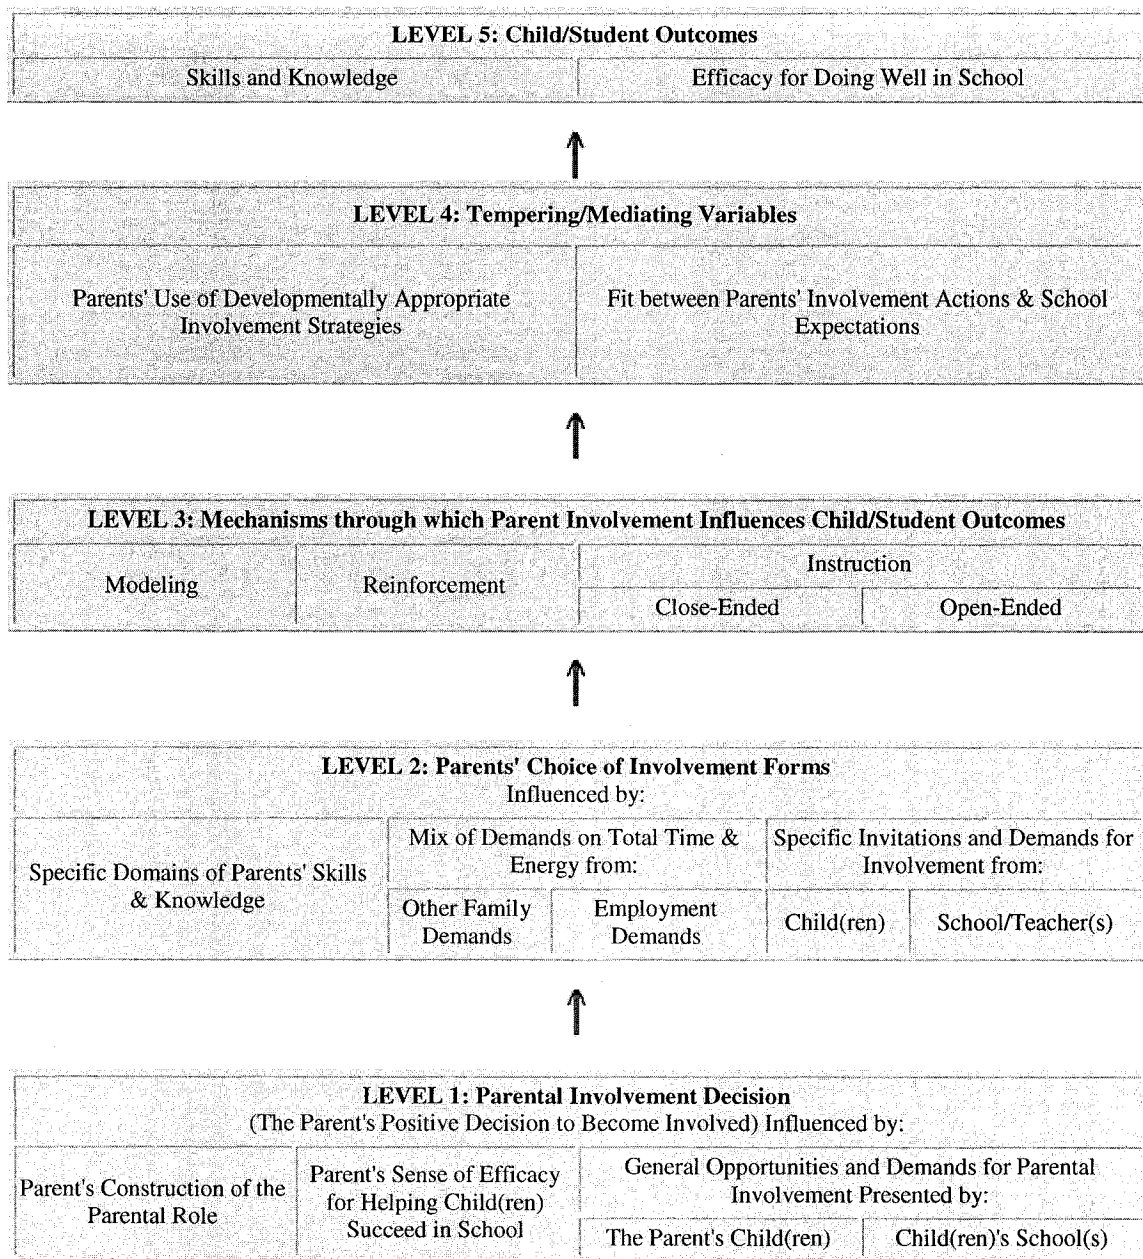 LEVEL 5: Child/Student Outcomes
Skills and Knowledge
Efficacy for Doing Well in School
LEVEL 4: Tempering/Mediating Variables
Parents' Use of Developmentally Appropriate
Involvement Strategies
Fit between Parents' Involvement Actions & School
Expectations
LEVEL 3: Mechanisms through which Parent Involvement Influences Child/Student Outcomes
Modeling
Reinforcement
Instruction
Close-Ended
Open-Ended
LEVEL 2: Parents' Choice of Involvement Forms
Influenced by:
Specific Domains of Parents' Skills
& Knowledge
Mix of Demands on Total Time &
Energy from:
Other Family
Demands
Employment
Demands
Specific Invitations and Demands for
Involvement from:
Child(ren)
School/Teacher(s)
LEVEL 1: Parental Involvement Decision
(The Parent's Positive Decision to Become Involved) Influenced by:
Parent's Construction of the
Parental Role
Parent's Sense of Efficacy
for Helping Child(ren)
Succeed in School
General Opportunities and Demands for Parental
Involvement Presented by:
The Parent's Child(ren)
Child(ren)'s School(s)